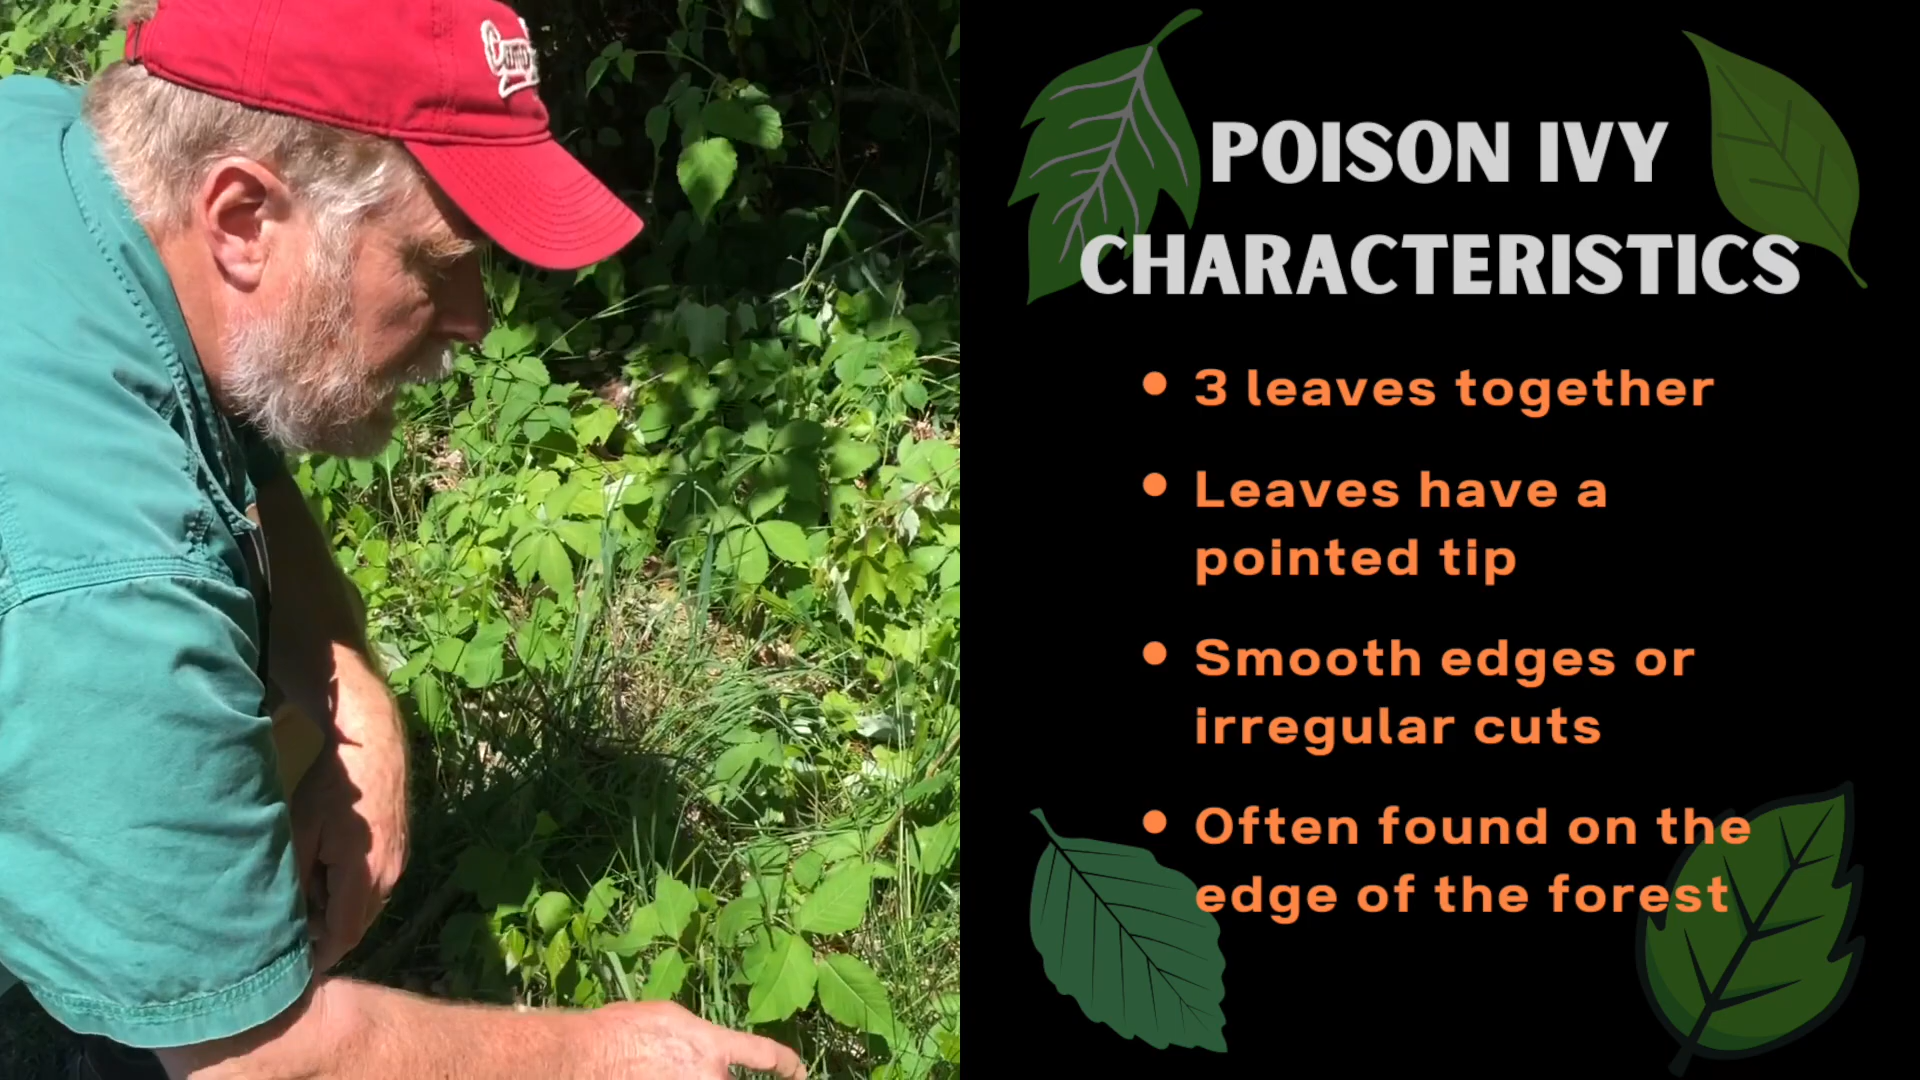 Camp
POISON IVY
CHARACTERISTICS
3 leaves together
Leaves have a
pointed tip
Smooth edges or
irregular cuts
Often found on the
edge of the forest